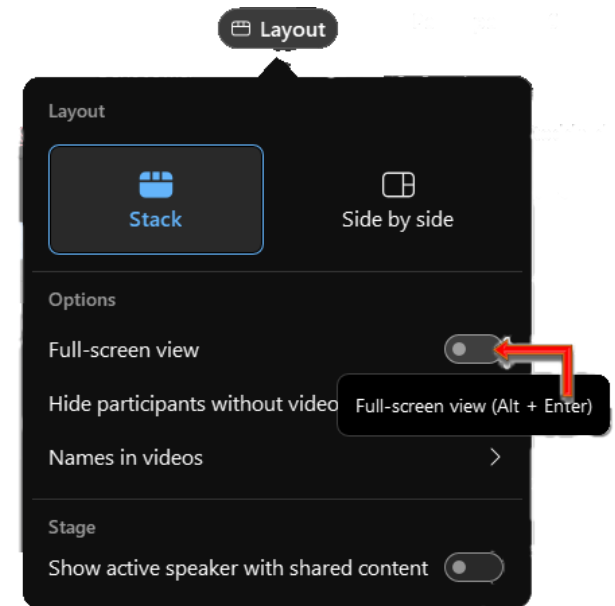 Layout
Layout
Stack
Side by side
Options
Full-screen view
Hide participants without video
Full-screen view (Alt + Enter)
Names in videos
Stage
Show active speaker with shared content